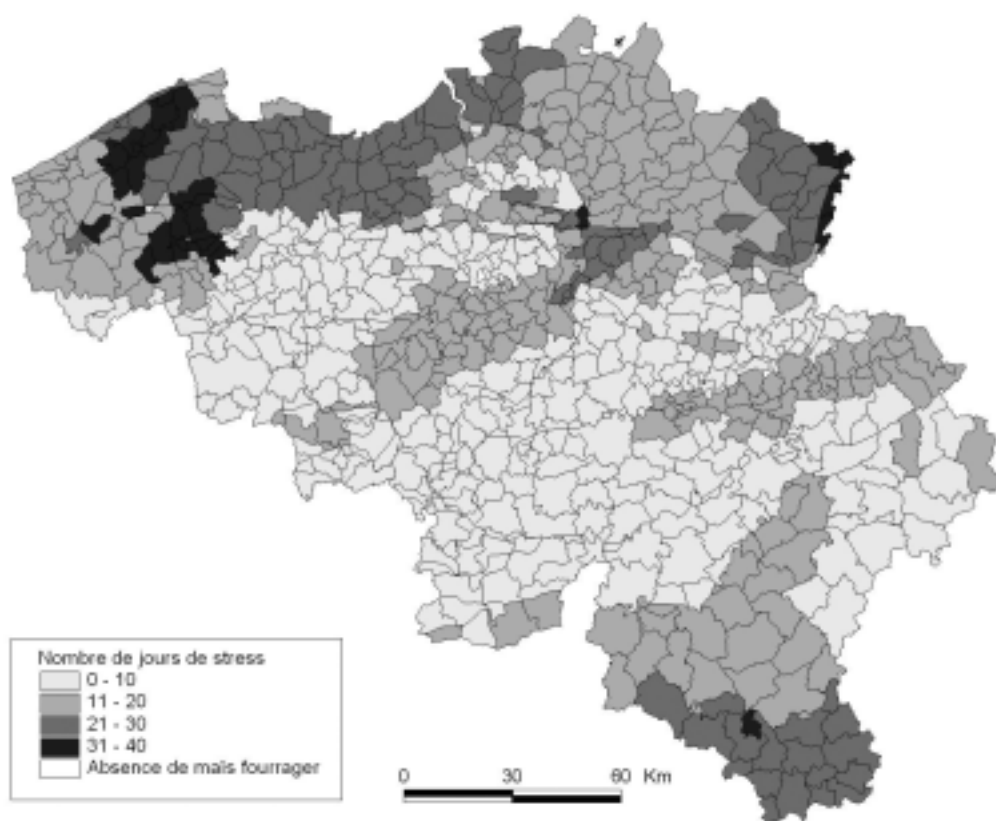 Nombre de jours de stress
0 - 10
11 - 20
21 - 30
31 - 40
Absence de maïs fourrager
0 30 60 Km